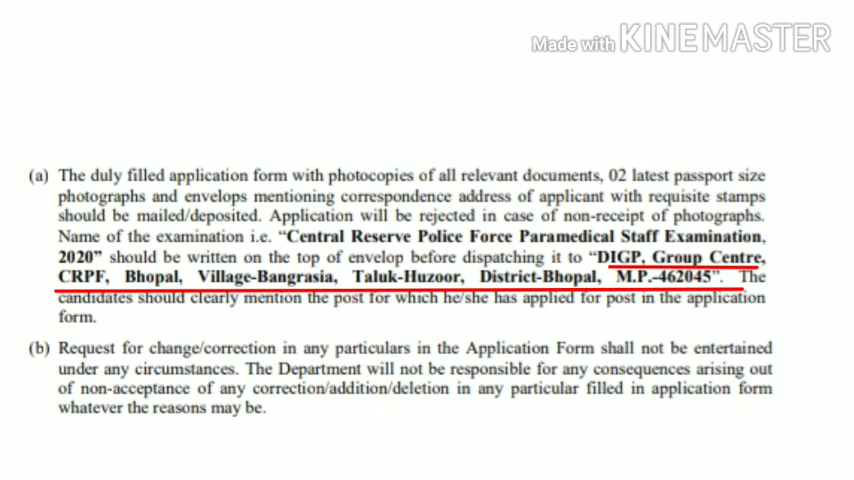 Made with KINEMASTER
(a) The duly filled application form with photocopies of all relevant documents, 02 latest passport size
photographs and envelops mentioning correspondence address of applicant with requisite stamps
should be mailed/deposited. Application will be rejected in case of non-receipt of photographs.
Name of the examination i.e. “Central Reserve Police Force Paramedical Staff Examination,
2020” should be written on the top of envelop before dispatching it to “DIGP, Group Centre,
CRPF, Bhopal, Village-Bangrasia, Taluk-Huzoor, District-Bhopal, M.P.-462045”. The
candidates should clearly mention the post for which he/she has applied for post in the application
form.
(b) Request for change/correction in any particulars in the Application Form shall not be entertained
under any circumstances. The Department will not be responsible for any consequences arising out
of non-acceptance of any correction/addition/deletion in any particular filled in application form
whatever the reasons may be.